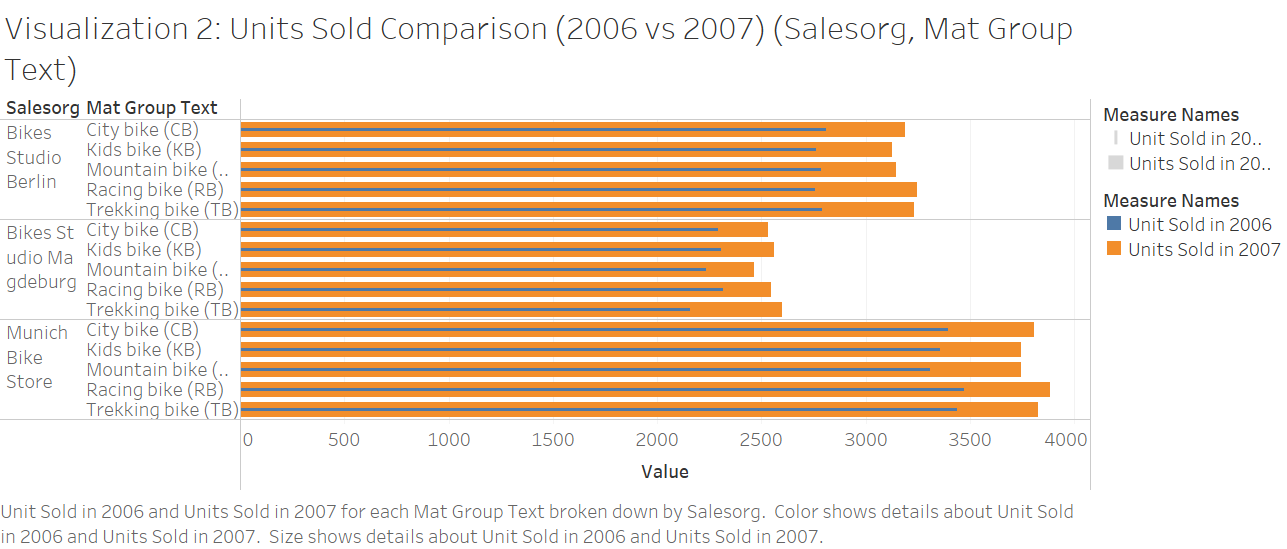 Visualization 2: Units Sold Comparison (2006 vs 2007) (Salesorg, Mat Group
Text)
Salesorg Mat Group Text
Bikes
Studio
Berlin
City bike (CB)
Kids bike (KB)
Mountain bike (..
Racing bike (RB)
Trekking bike (TB)
Bikes St
udio Ma
gdeburg
City bike (CB)
Kids bike (KB)
Mountain bike (..
Racing bike (RB)
Trekking bike (TB)
Munich
Bike
Store
City bike (CB)
Kids bike (KB)
Mountain bike (..
Racing bike (RB)
Trekking bike (TB)
0 500 1000 1500 2000 2500 3000 3500 4000
Value
Measure Names
Unit Sold in 20..
Units Sold in 20..
Measure Names
Unit Sold in 2006
Units Sold in 2007
Unit Sold in 2006 and Units Sold in 2007 for each Mat Group Text broken down by Salesorg. Color shows details about Unit Sold
in 2006 and Units Sold in 2007. Size shows details about Unit Sold in 2006 and Units Sold in 2007.